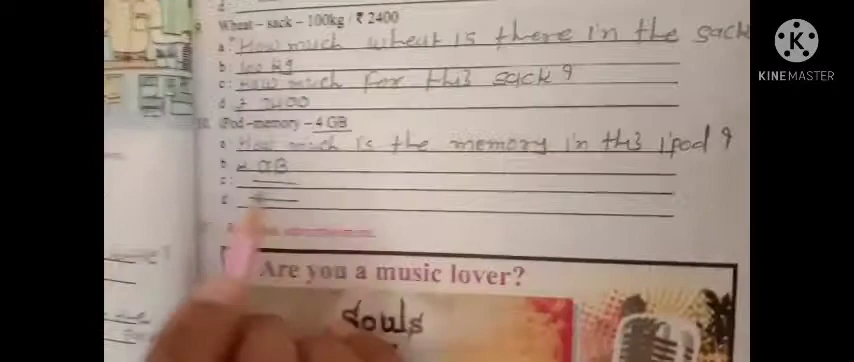 d.
9. Wheat – sack – 100kg / ₹ 2400
a. "How much wheat is there in the sack
b: 100 kg
c: How much for this sack?
d ₹ 2400
10. iPod – memory – 4 GB
a How much is the memory in this ipod?
b 4 GB
c:
d
Are you a music lover?
Souls
KINEMASTER